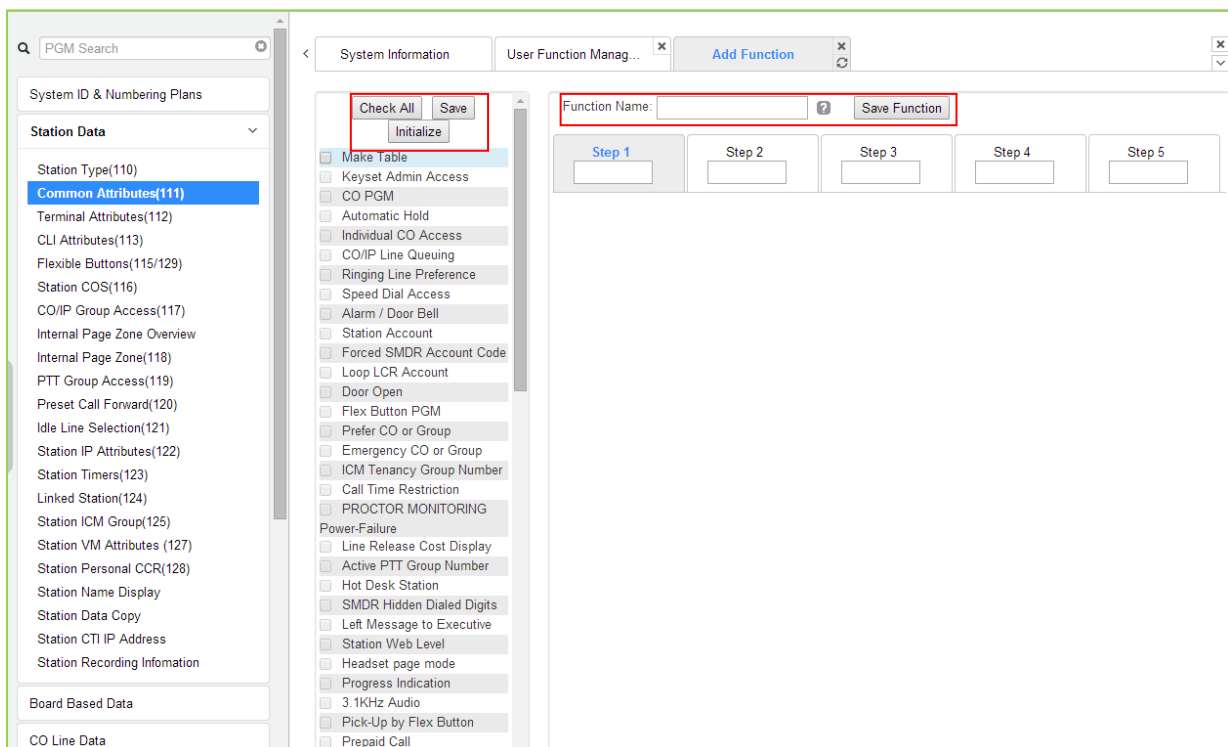 PGM Search
System ID & Numbering Plans
Station Data
Station Type(110)
Common Attributes(111)
Terminal Attributes(112)
CLI Attributes(113)
Flexible Buttons(115/129)
Station COS(116)
CO/IP Group Access(117)
Internal Page Zone Overview
Internal Page Zone(118)
PTT Group Access(119)
Preset Call Forward(120)
Idle Line Selection(121)
Station IP Attributes(122)
Station Timers(123)
Linked Station(124)
Station ICM Group(125)
Station VM Attributes (127)
Station Personal CCR(128)
Station Name Display
Station Data Copy
Station CTI IP Address
Station Recording Infomation
Board Based Data
CO Line Data
System Information
User Function Manag...
Add Function
Check All Save
Initialize
Make Table
Keyset Admin Access
CO PGM
Automatic Hold
Individual CO Access
CO/IP Line Queuing
Ringing Line Preference
Speed Dial Access
Alarm / Door Bell
Station Account
Forced SMDR Account Code
Loop LCR Account
Door Open
Flex Button PGM
Prefer CO or Group
Emergency CO or Group
ICM Tenancy Group Number
Call Time Restriction
PROCTOR MONITORING
Power-Failure
Line Release Cost Display
Active PTT Group Number
Hot Desk Station
SMDR Hidden Dialed Digits
Left Message to Executive
Station Web Level
Headset page mode
Progress Indication
3.1KHz Audio
Pick-Up by Flex Button
Prepaid Call
Function Name: ? Save Function
Step 1 Step 2 Step 3 Step 4 Step 5